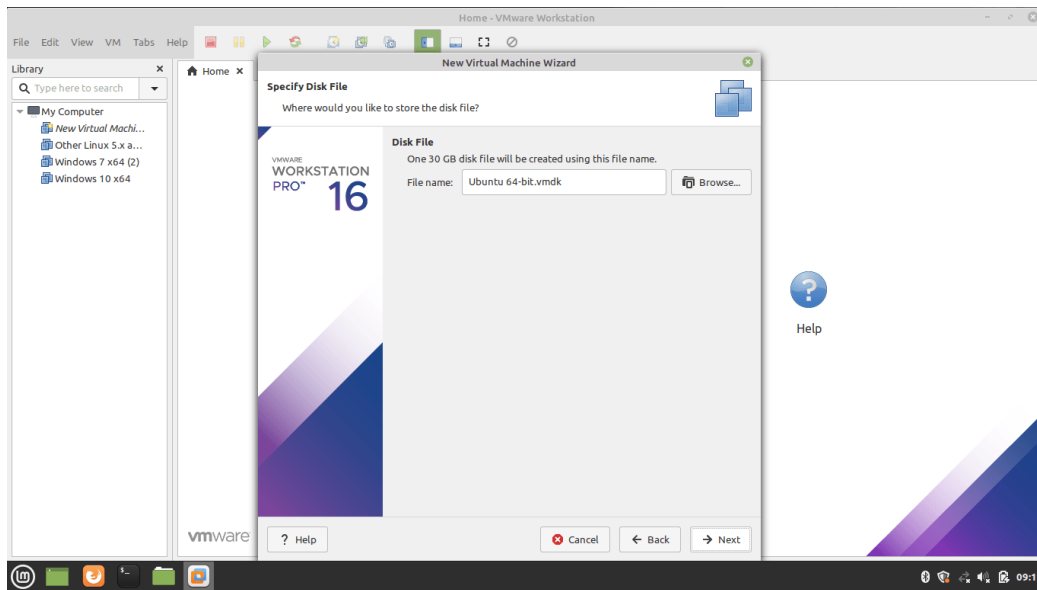 Home - VMware Workstation
File Edit View VM Tabs Help
Library
Home
New Virtual Machine Wizard
Type here to search
My Computer
New Virtual Machi...
Other Linux 5.x a...
Windows 7 x64 (2)
Windows 10 x64
Specify Disk File
Where would you like to store the disk file?
VMWARE
WORKSTATION
PRO™ 16
Disk File
One 30 GB disk file will be created using this file name.
File name: Ubuntu 64-bit.vmdk Browse...
Help
vmware
? Help Cancel Back Next
09:1